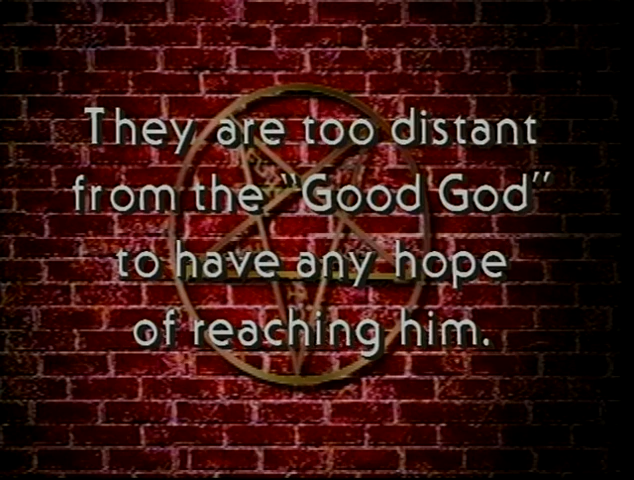 They are too distant
from the “Good God”
to have any hope
of reaching him.